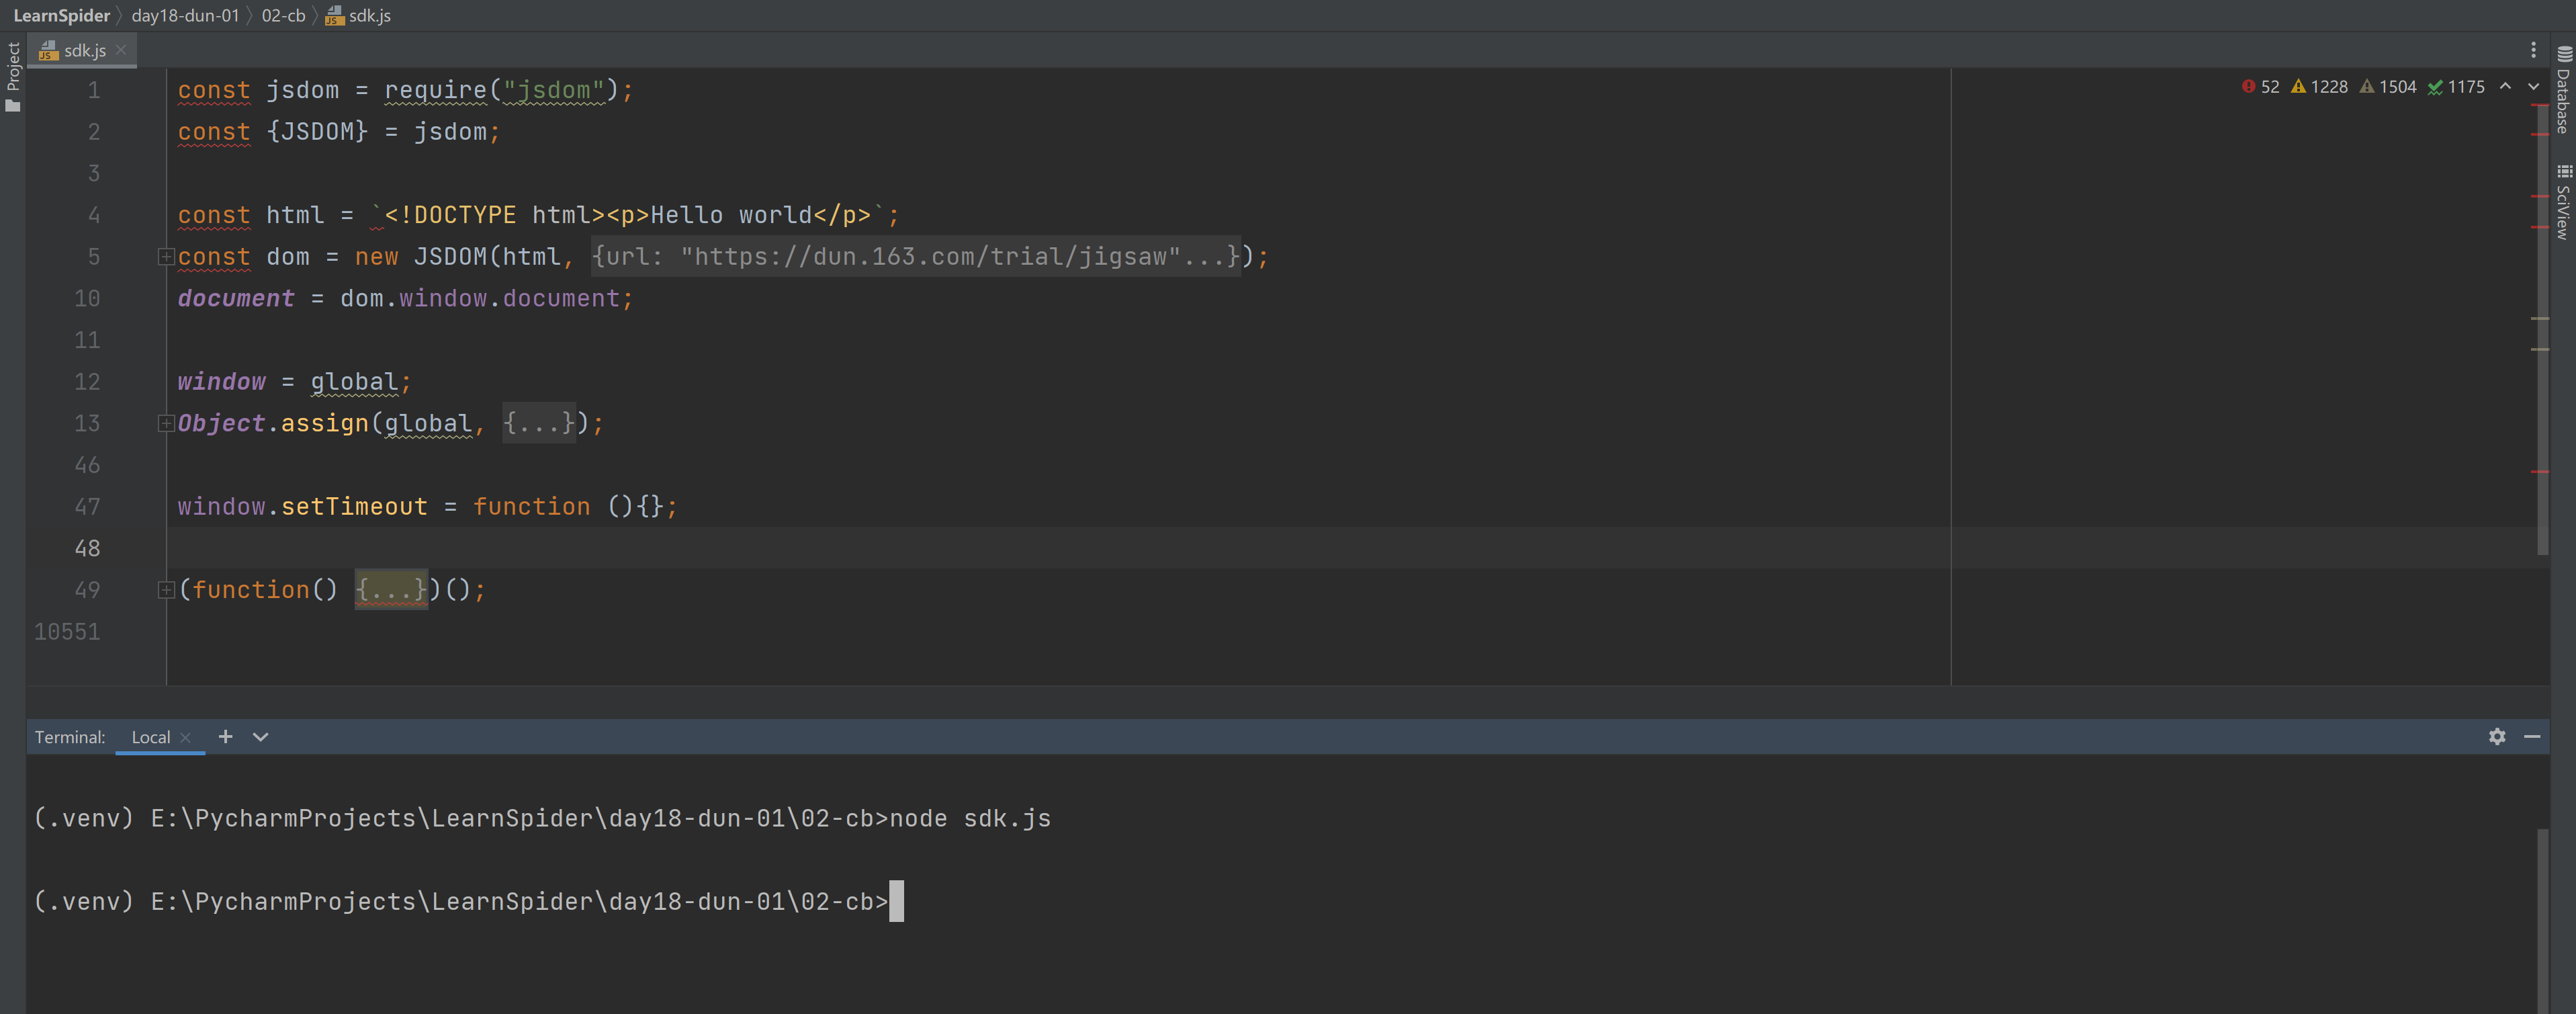 LearnSpider day18-dun-01 02-cb sdk.js
Project
sdk.js
52 1228 1504 1175
Database
SciView
1 const jsdom = require("jsdom");
2 const {JSDOM} = jsdom;
3
4 const html = `<!DOCTYPE html><p>Hello world</p>`;
5 const dom = new JSDOM(html, {url: "https://dun.163.com/trial/jigsaw"...});
10 document = dom.window.document;
11
12 window = global;
13 Object.assign(global, {...});
46
47 window.setTimeout = function (){};
48
49 (function() {...})();
10551
Terminal: Local
(.venv) E:\PycharmProjects\LearnSpider\day18-dun-01\02-cb>node sdk.js
(.venv) E:\PycharmProjects\LearnSpider\day18-dun-01\02-cb>